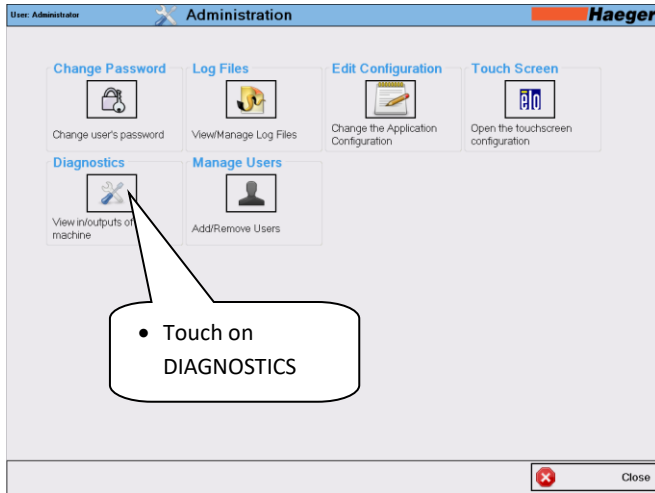 User: Administrator
Administration
Haeger
Change Password
Change user's password
Log Files
View/Manage Log Files
Edit Configuration
Change the Application
Configuration
Touch Screen
elo
Open the touchscreen
configuration
Diagnostics
View in/outputs of
machine
Manage Users
Add/Remove Users
• Touch on
DIAGNOSTICS
Close